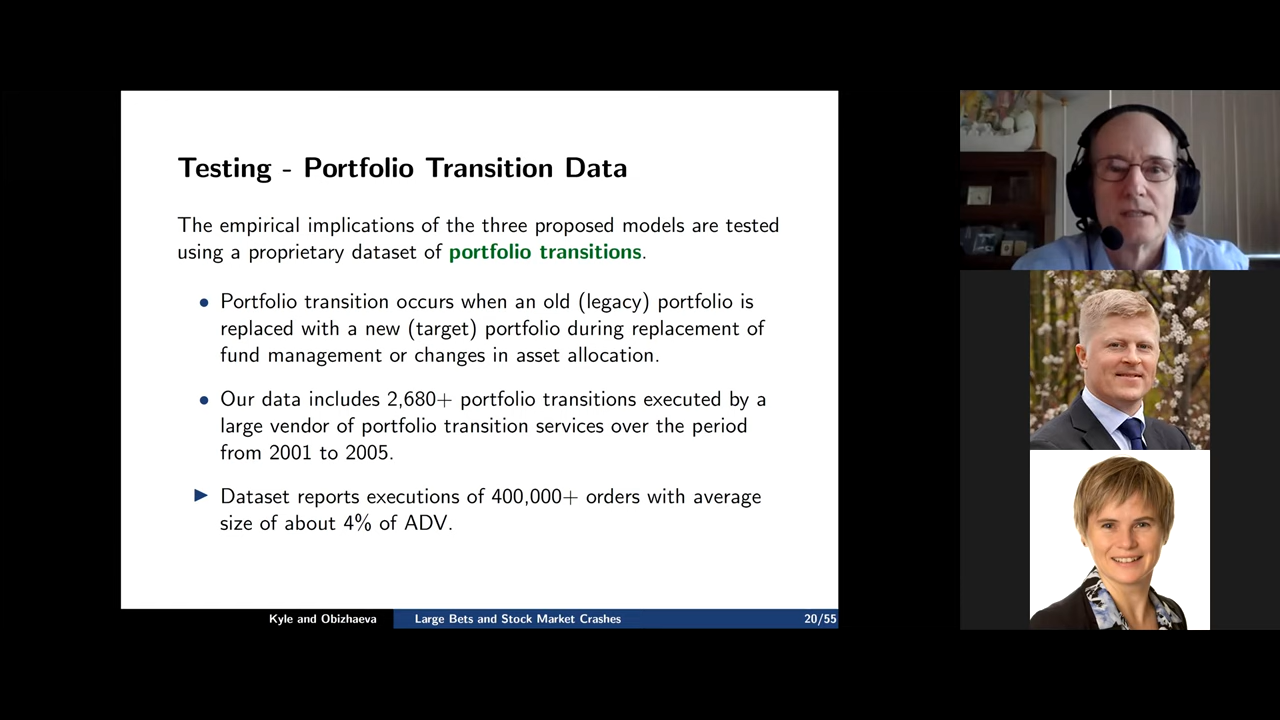 Testing - Portfolio Transition Data
The empirical implications of the three proposed models are tested
using a proprietary dataset of portfolio transitions.
• Portfolio transition occurs when an old (legacy) portfolio is
replaced with a new (target) portfolio during replacement of
fund management or changes in asset allocation.
• Our data includes 2,680+ portfolio transitions executed by a
large vendor of portfolio transition services over the period
from 2001 to 2005.
▶ Dataset reports executions of 400,000+ orders with average
size of about 4% of ADV.
Kyle and Obizhaeva
Large Bets and Stock Market Crashes
20/55